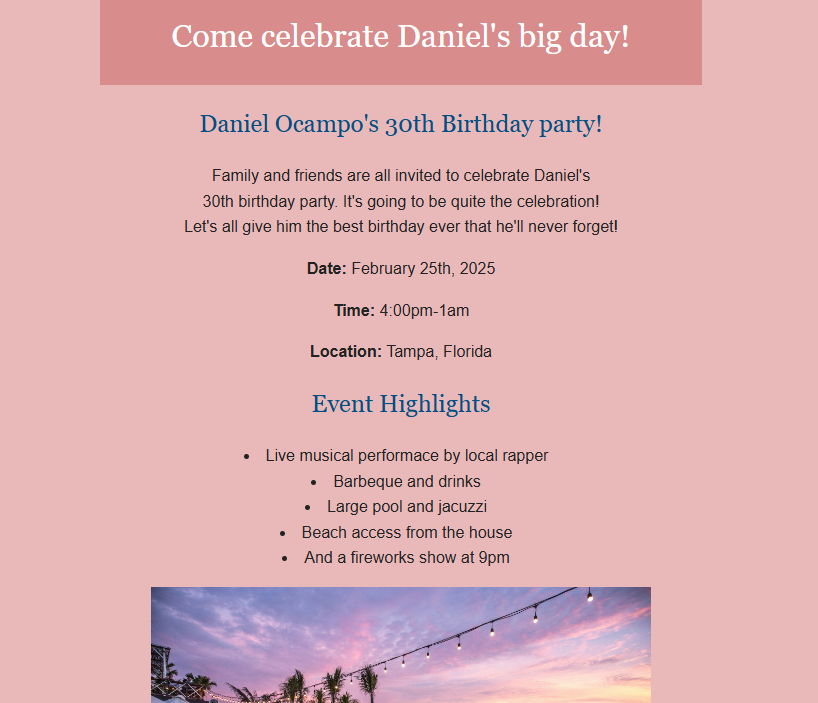 Come celebrate Daniel's big day!
Daniel Ocampo's 30th Birthday party!
Family and friends are all invited to celebrate Daniel's
30th birthday party. It's going to be quite the celebration!
Let's all give him the best birthday ever that he'll never forget!
Date: February 25th, 2025
Time: 4:00pm-1am
Location: Tampa, Florida
Event Highlights
• Live musical performace by local rapper
• Barbeque and drinks
• Large pool and jacuzzi
• Beach access from the house
• And a fireworks show at 9pm